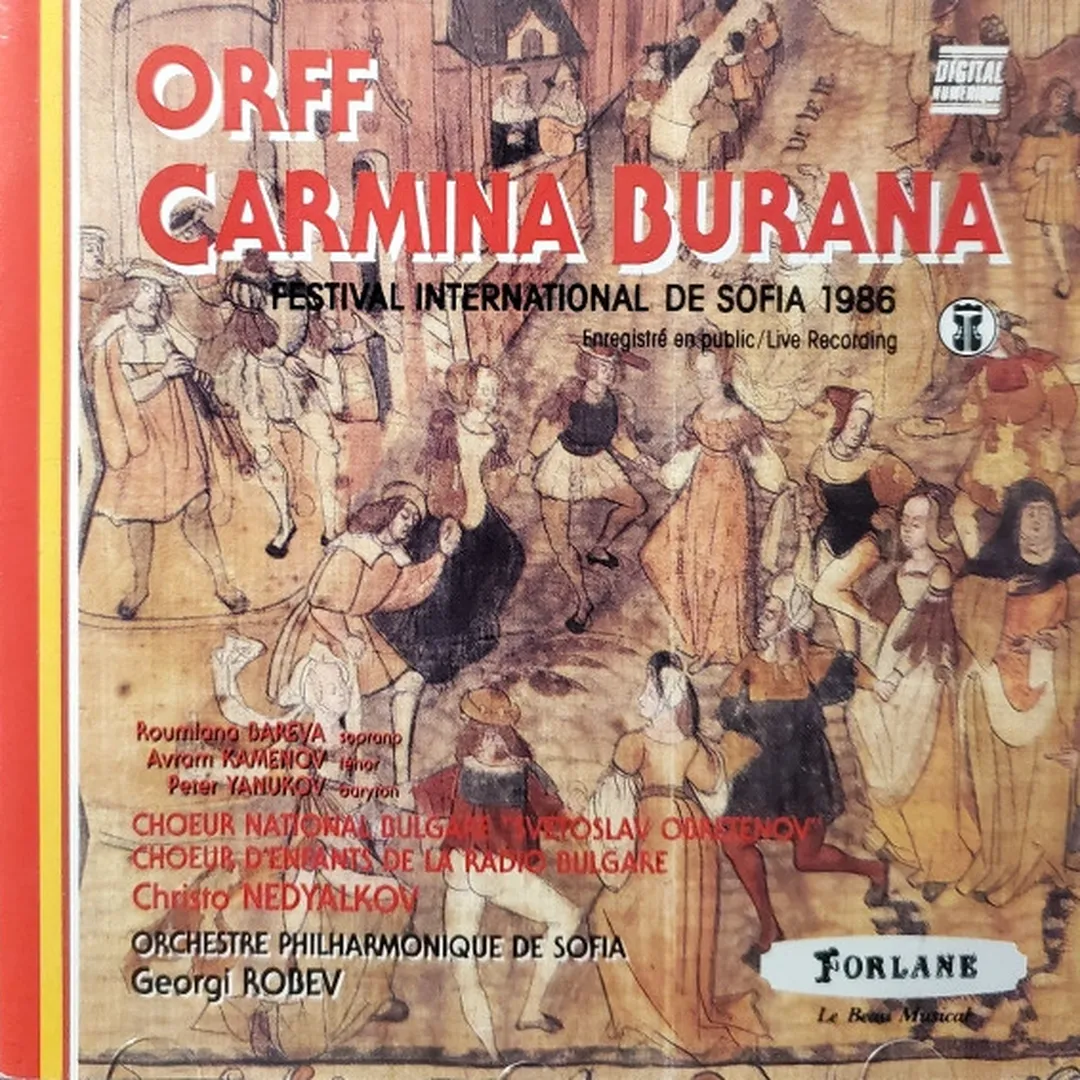 ORFF
DIGITAL
NUMERIQUE
CARMINA BURANA
FESTIVAL INTERNATIONAL DE SOFIA 1986
Enregistré en public/Live Recording
Roumiana BAREVA soprano
Avram KAMENOV ténor
Peter YANUKOV baryton
CHOEUR NATIONAL BULGARE "SVETOSLAV OBRETENOV"
CHOEUR D'ENFANTS DE LA RADIO BULGARE
Christo NEDYALKOV
ORCHESTRE PHILHARMONIQUE DE SOFIA
Georgi ROBEV
FORLANE
Le Beau Musical